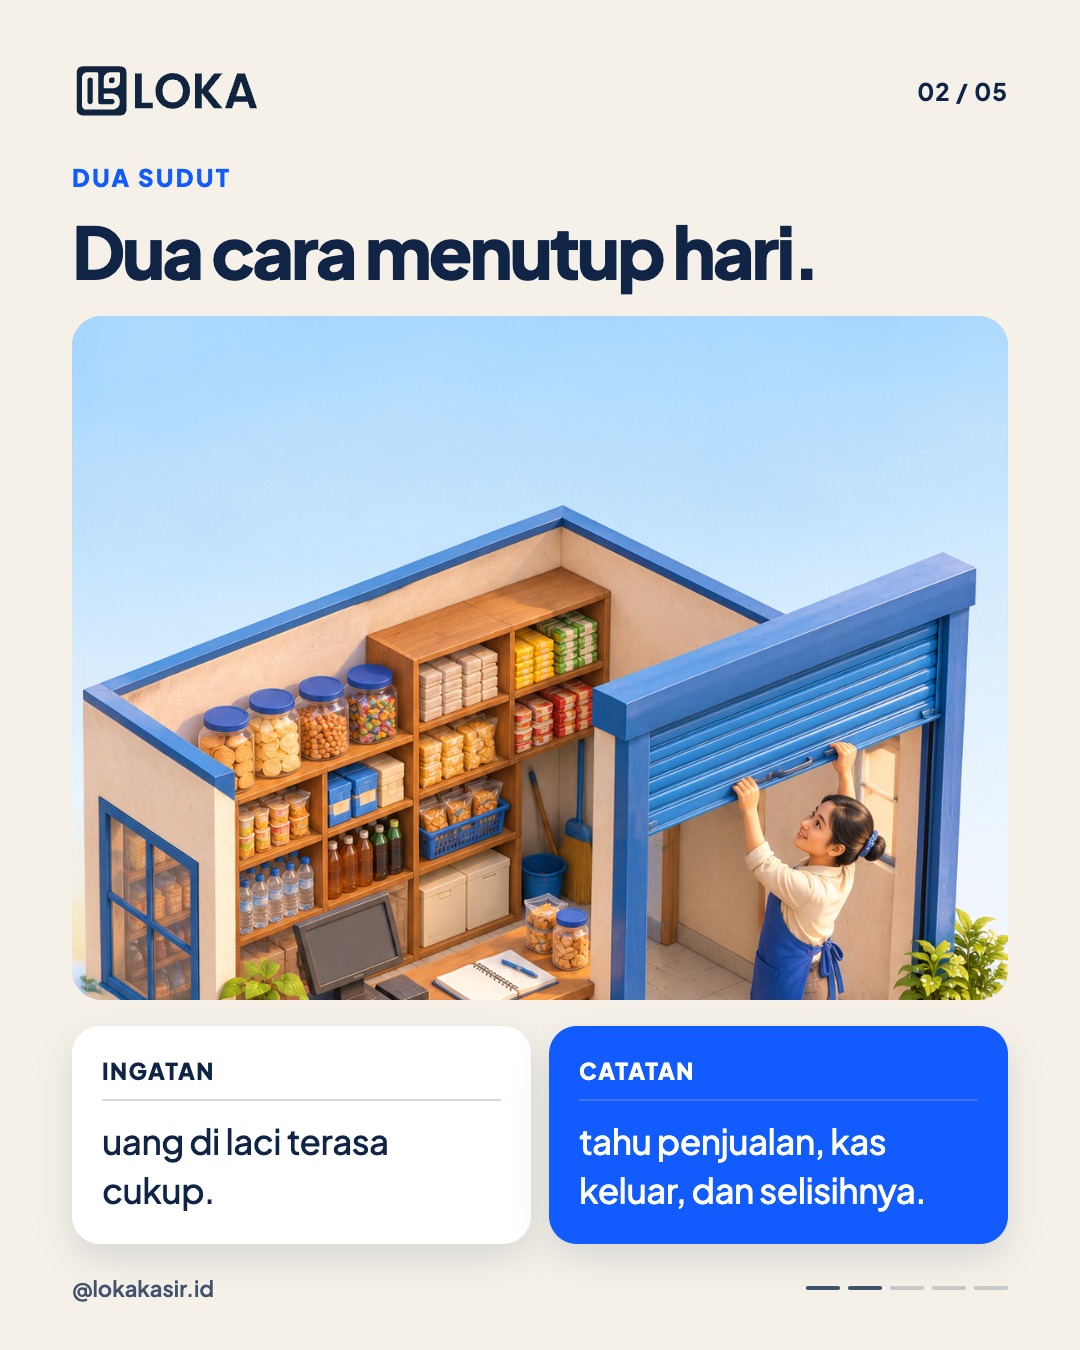 LOKA
02 / 05
DUA SUDUT
Dua cara menutup hari.
INGATAN
uang di laci terasa
cukup.
CATATAN
tahu penjualan, kas
keluar, dan selisihnya.
@lokakasir.id